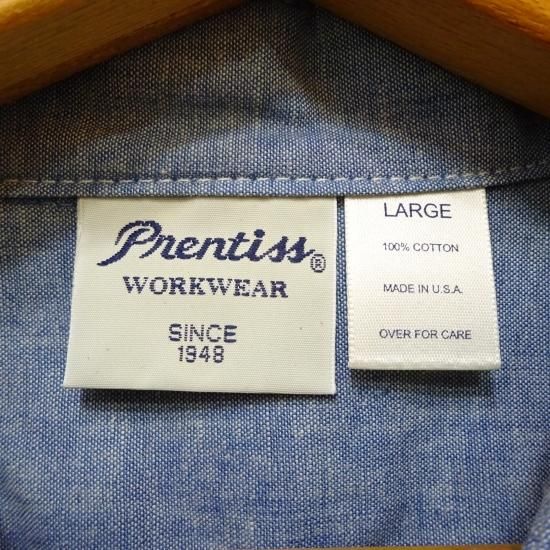 Prentiss®
WORKWEAR
SINCE
1948
LARGE
100% COTTON
MADE IN U.S.A.
OVER FOR CARE